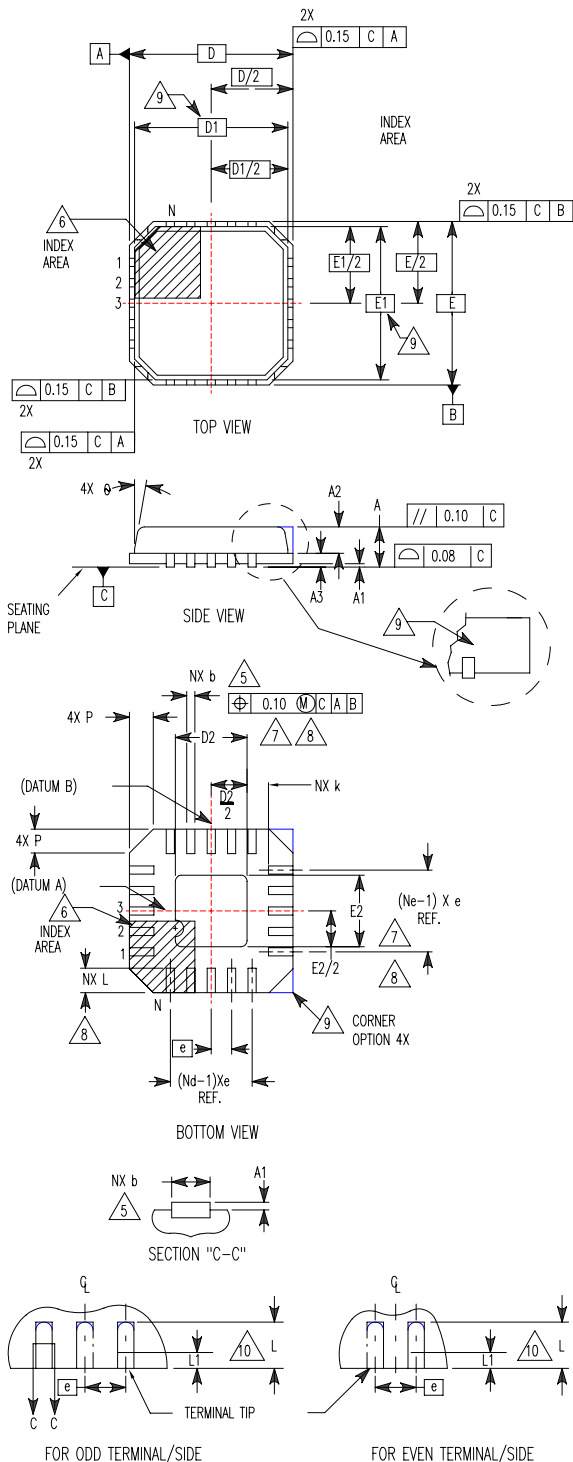 2X
0.15 C A
A
D
D/2
9
D1
D1/2
INDEX
AREA
2X
0.15 C B
6
INDEX
AREA
N
1
2
3
E1/2
E/2
E1
E
9
B
0.15 C B
2X
0.15 C A
2X
TOP VIEW
4X
A2
A
// 0.10 C
0.08 C
A3
A1
C
SEATING
PLANE
SIDE VIEW
9
NX b
5
0.10 M C A B
4X P
D2
7
8
(DATUM B)
D2
2
NX k
4X P
(DATUM A)
6
INDEX
AREA
3
2
1
E2
E2/2
(Ne-1) X e
REF.
7
8
NX L
8
N
9
CORNER
OPTION 4X
e
(Nd-1)Xe
REF.
BOTTOM VIEW
NX b
5
A1
SECTION "C-C"
CL
CL
L
L1
10
e
C C
TERMINAL TIP
L
L1
10
e
FOR ODD TERMINAL/SIDE
FOR EVEN TERMINAL/SIDE